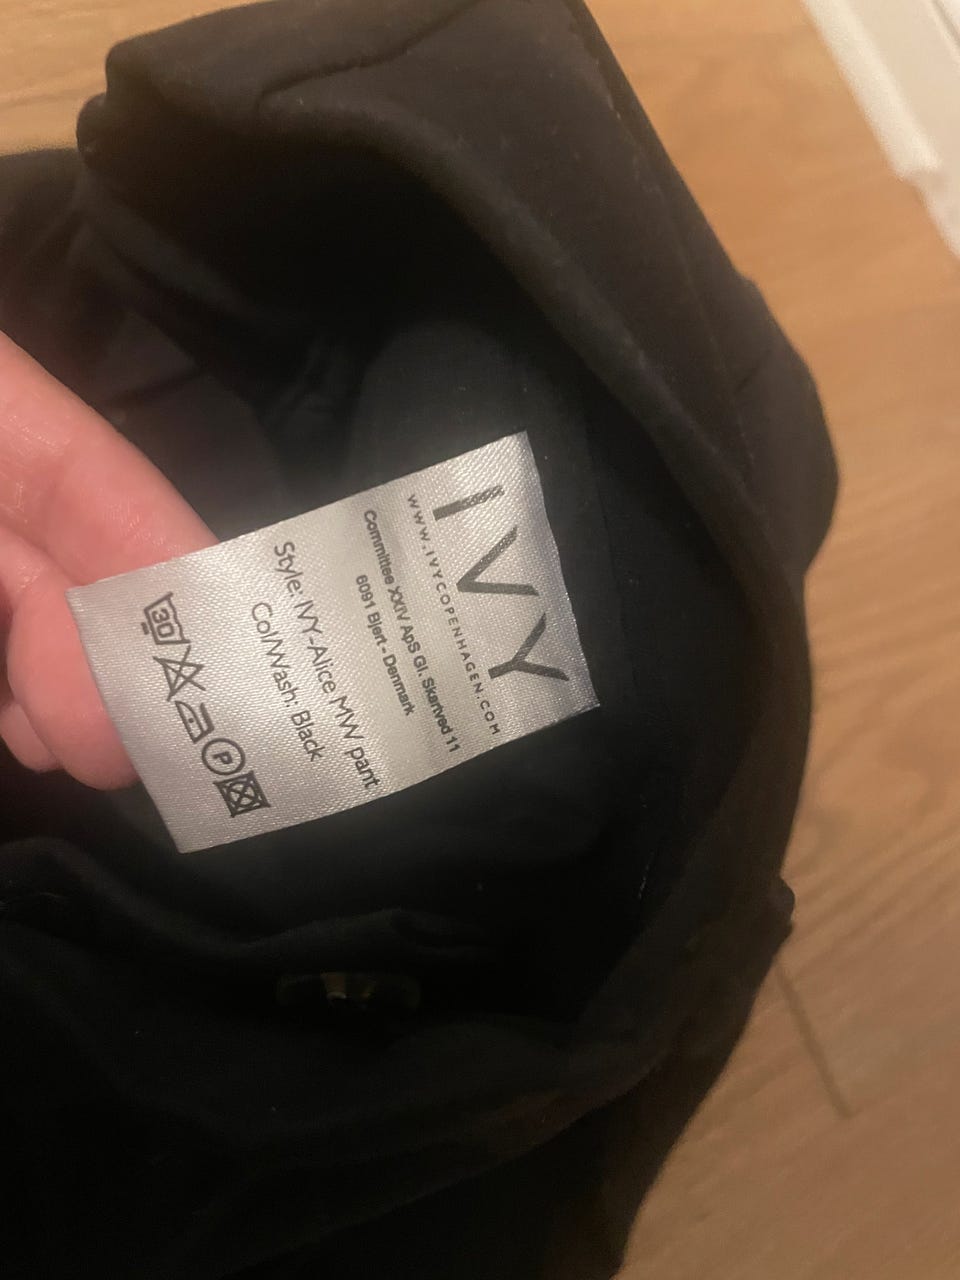 IVY
WWW.IVYCOPENHAGEN.COM
Committee XXIV ApS Gl. Skartved 11
6091 Bjert - Denmark
Style: IVY-Alice MW pant
Col/Wash: Black
30
P